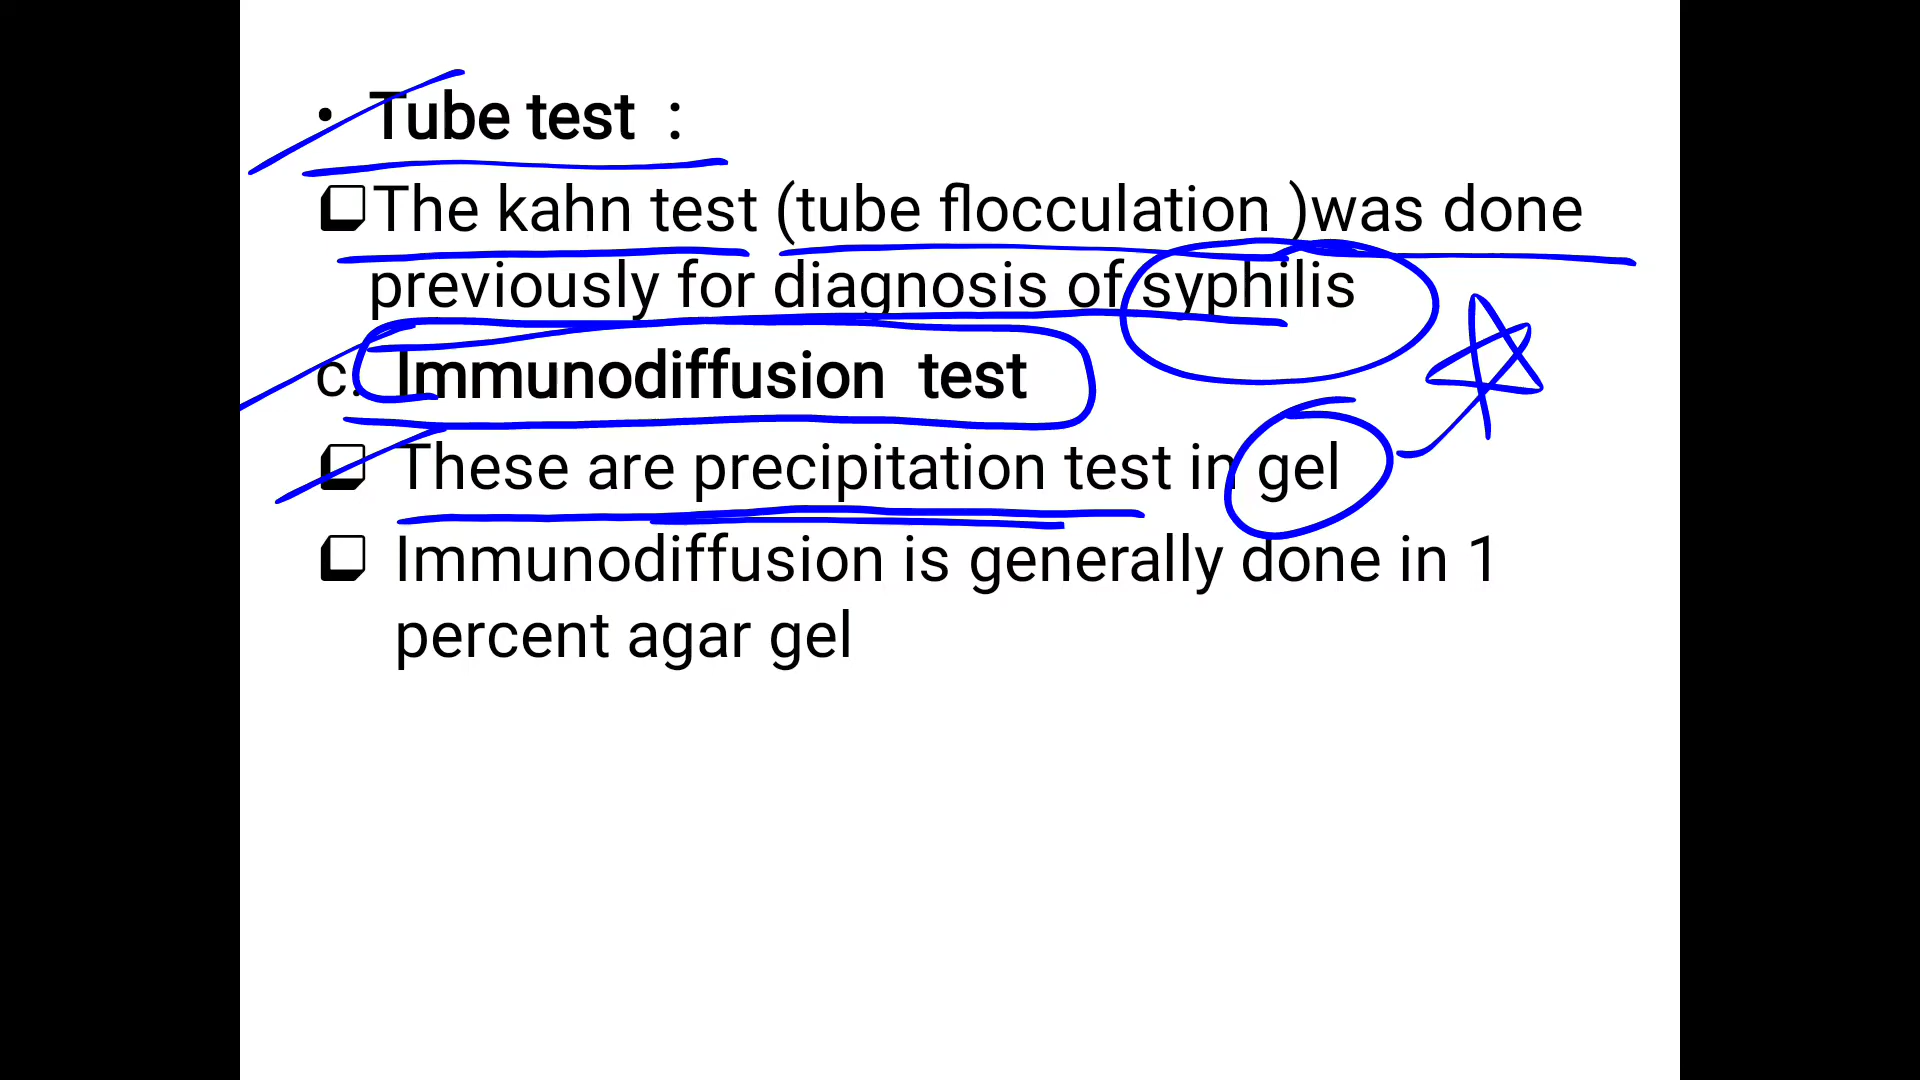 • Tube test :
❑The kahn test (tube flocculation )was done
previously for diagnosis of syphilis
c. Immunodiffusion test
❑ These are precipitation test in gel
❑ Immunodiffusion is generally done in 1
percent agar gel